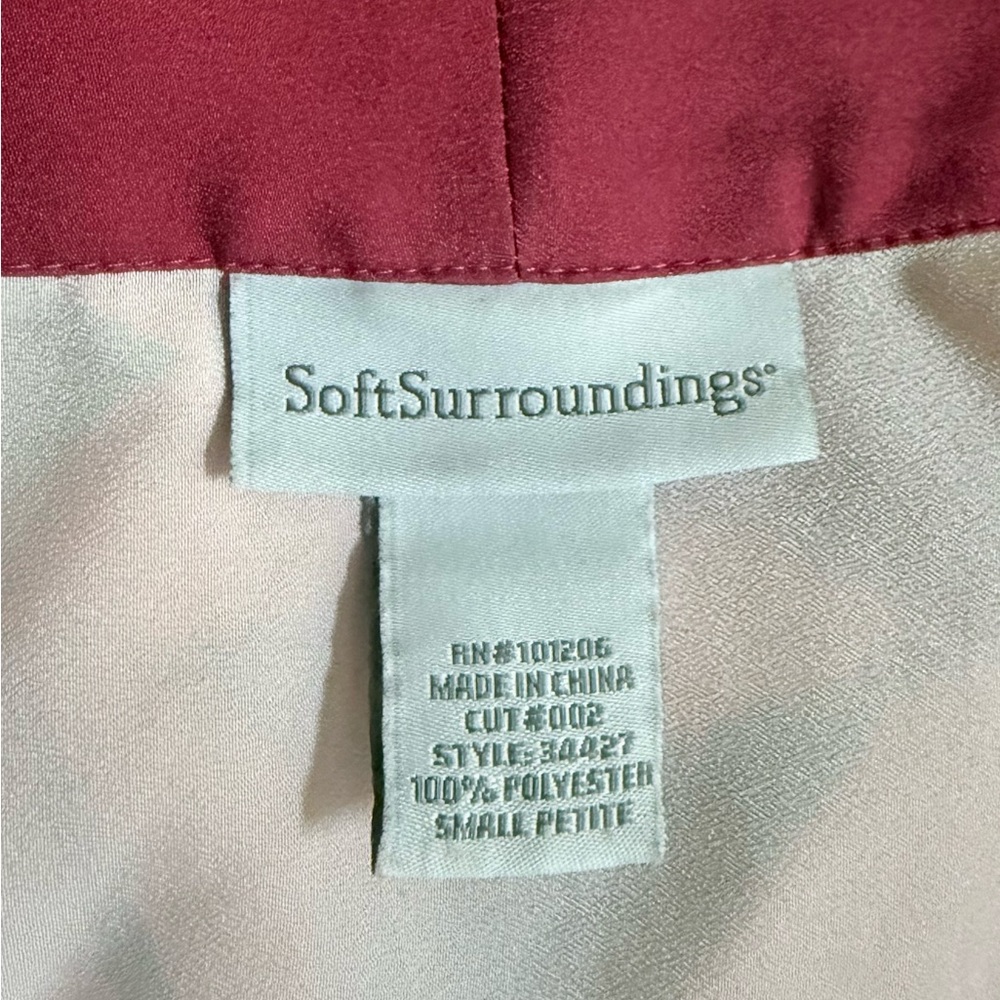 SoftSurroundings®
RN#101206
MADE IN CHINA
CUT #002
STYLE: 34427
100% POLYESTER
SMALL PETITE